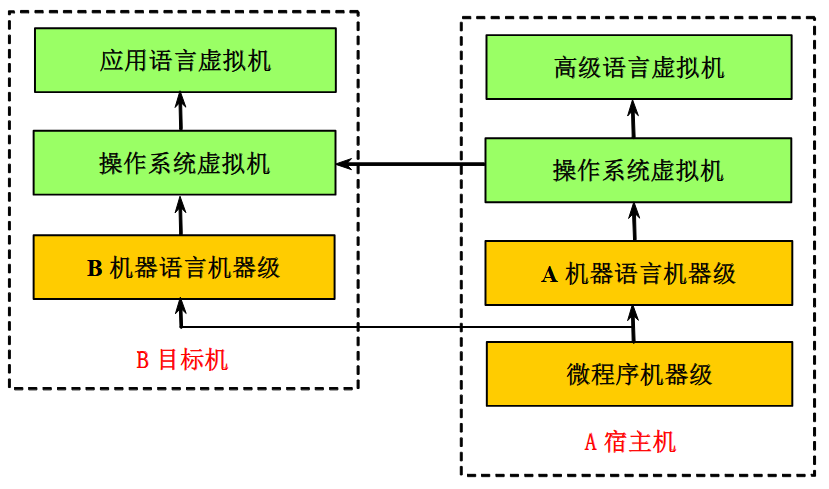 应用语言虚拟机
操作系统虚拟机
B 机器语言机器级
B 目标机
高级语言虚拟机
操作系统虚拟机
A 机器语言机器级
微程序机器级
A 宿主机